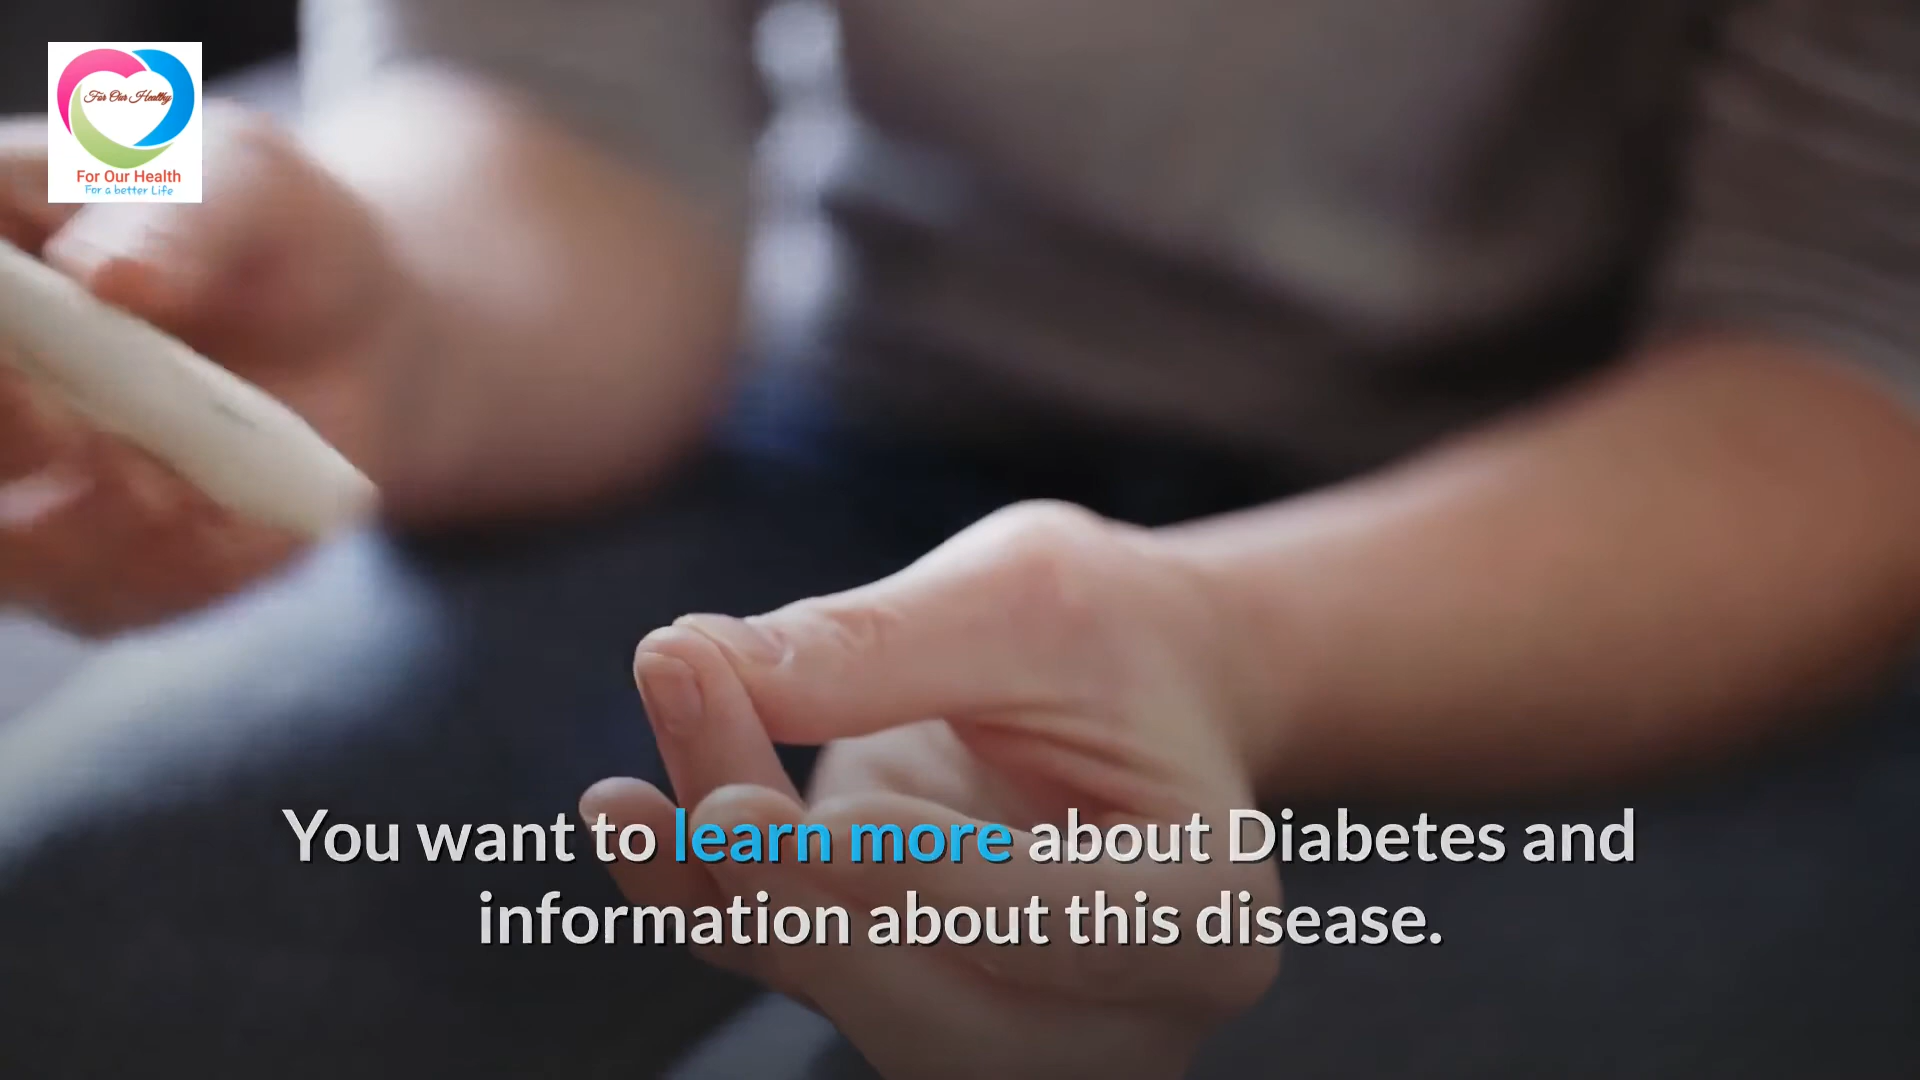 For Our Healthy
For Our Health
For a better Life
You want to learn more about Diabetes and
information about this disease.